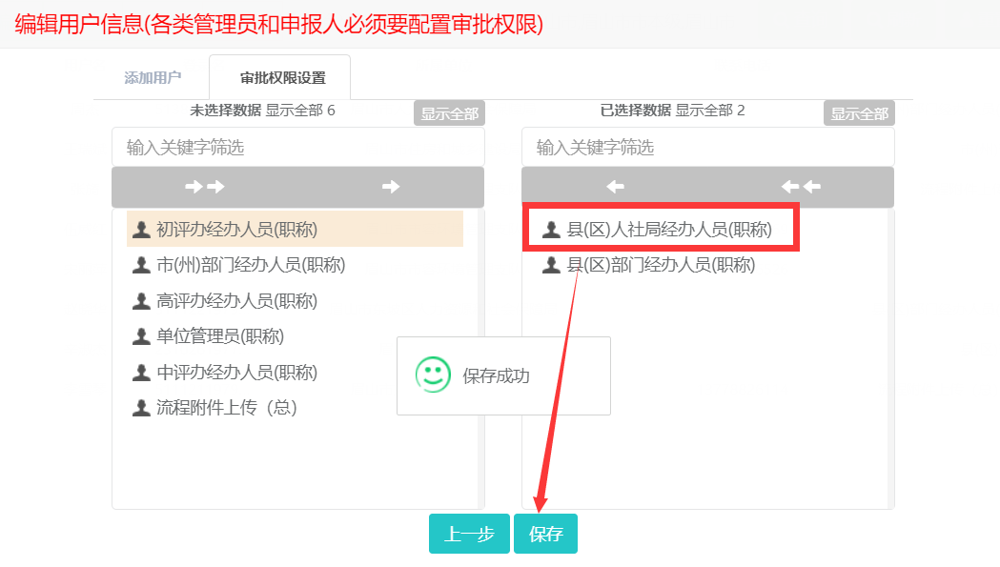 编辑用户信息(各类管理员和申报人必须要配置审批权限)
添加用户
审批权限设置
未选择数据 显示全部 6
显示全部
输入关键字筛选
初评办经办人员(职称)
市(州)部门经办人员(职称)
高评办经办人员(职称)
单位管理员(职称)
中评办经办人员(职称)
流程附件上传（总）
已选择数据 显示全部 2
显示全部
输入关键字筛选
县(区)人社局经办人员(职称)
县(区)部门经办人员(职称)
保存成功
上一步
保存